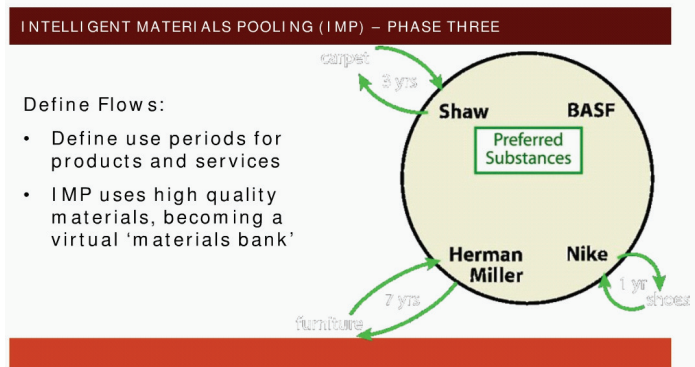 INTELLIGENT MATERIALS POOLING (IMP) – PHASE THREE
Define Flows:
• Define use periods for
products and services
• IMP uses high quality
materials, becoming a
virtual ‘materials bank’
carpet
3 yrs
Shaw
BASF
Preferred
Substances
Herman
Miller
Nike
1 yr
shoes
7 yrs
furniture